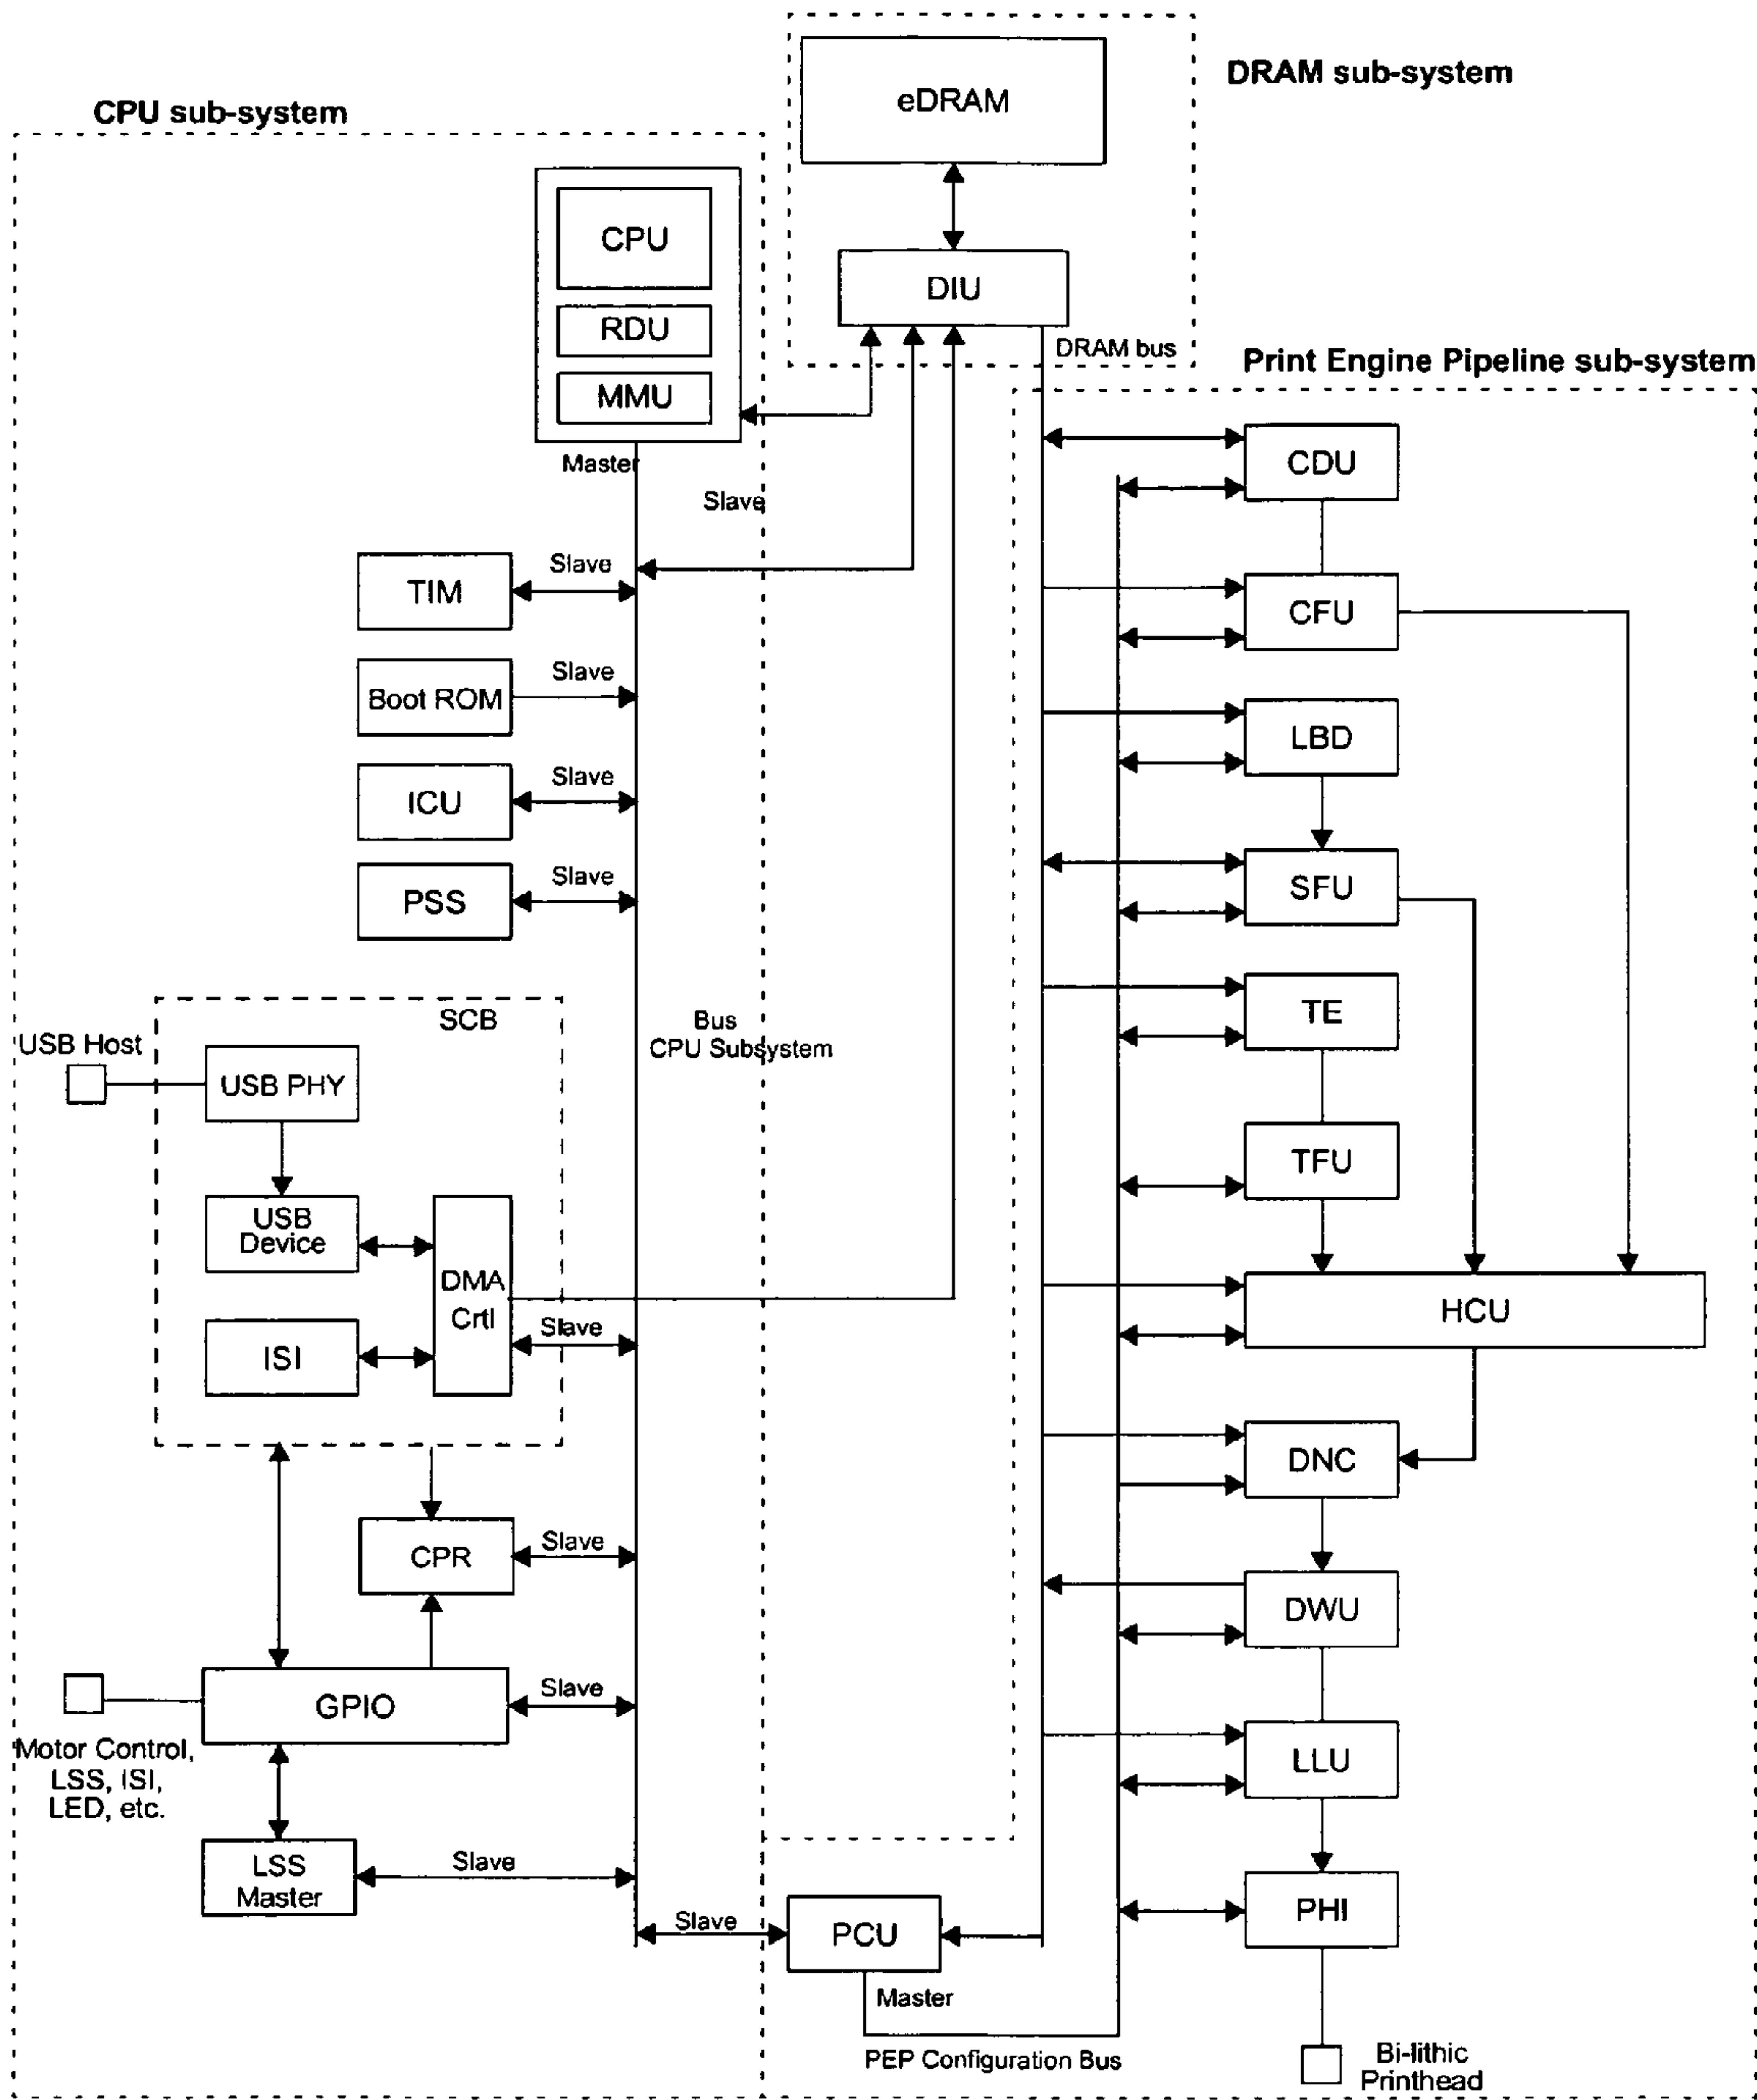 DRAM sub-system
CPU sub-system
eDRAM
CPU
RDU
MMU
DIU
DRAM bus
Print Engine Pipeline sub-system
Master
Slave
CDU
TIM
Slave
CFU
Boot ROM
Slave
LBD
ICU
Slave
PSS
Slave
SFU
SCB
Bus
CPU Subsystem
TE
USB Host
USB PHY
TFU
USB
Device
DMA
Crtl
Slave
ISI
HCU
DNC
CPR
Slave
DWU
GPIO
Slave
Motor Control,
LSS, ISI,
LED, etc.
LLU
LSS
Master
Slave
PHI
Slave
PCU
Master
PEP Configuration Bus
Bi-lithic
Printhead